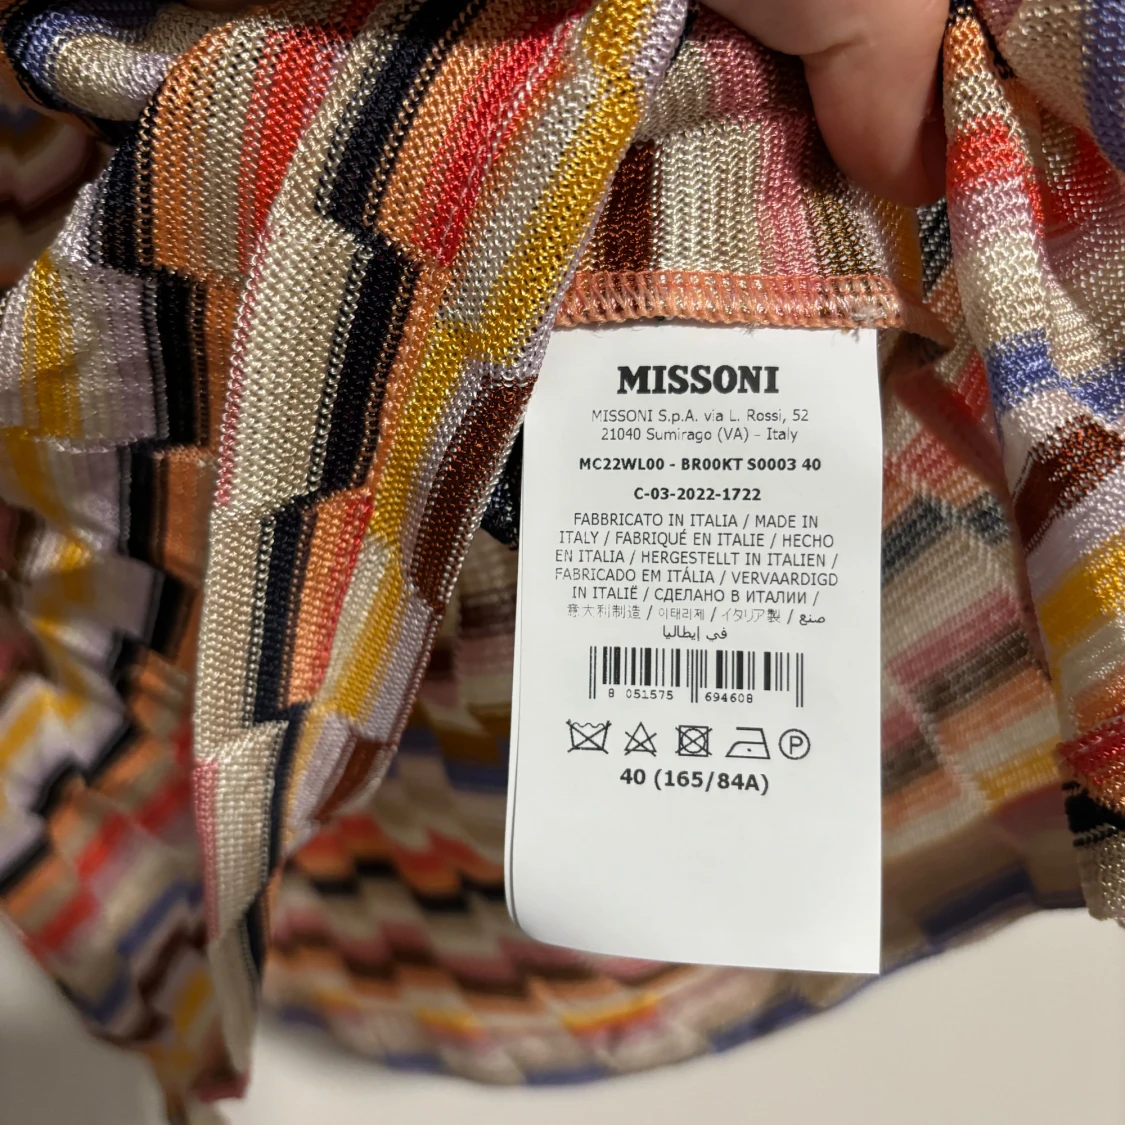 MISSONI
MISSONI S.p.A. via L. Rossi, 52
21040 Sumirago (VA) - Italy
MC22WL00 - BR00KT S0003 40
C-03-2022-1722
FABBRICATO IN ITALIA / MADE IN
ITALY / FABRIQUÉ EN ITALIE / HECHO
EN ITALIA / HERGESTELLT IN ITALIEN /
FABRICADO EM ITÁLIA / VERVAARDIGD
IN ITALIË / СДЕЛАНО В ИТАЛИИ /
意大利制造 / 이태리제 / イタリア製 / صنع
في إيطاليا
8 051575 694608
P
40 (165/84A)